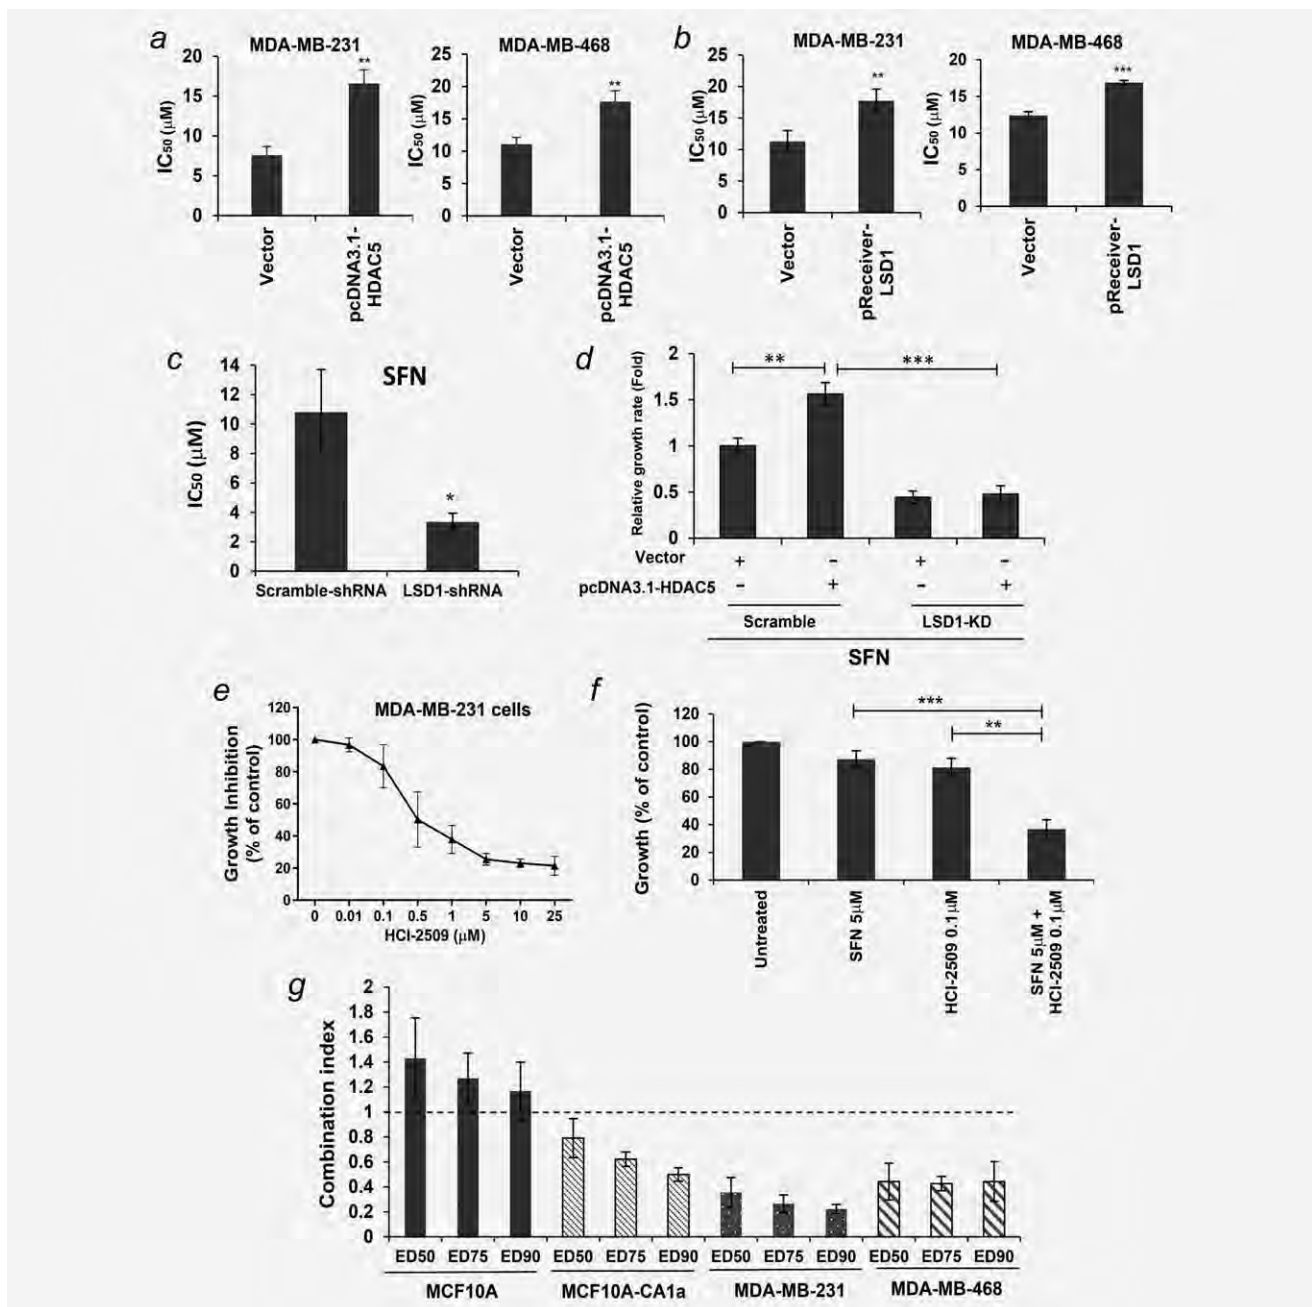 a
MDA-MB-231
**
IC50 (µM)
20
15
10
5
0
Vector
pcDNA3.1-
HDAC5
MDA-MB-468
**
IC50 (µM)
25
20
15
10
5
0
Vector
pcDNA3.1-
HDAC5
b
MDA-MB-231
**
IC50 (µM)
25
20
15
10
5
0
Vector
pReceiver-
LSD1
MDA-MB-468
***
IC50 (µM)
20
15
10
5
0
Vector
pReceiver-
LSD1
c
SFN
IC50 (µM)
14
12
10
8
6
4
2
0
*
Scramble-shRNA LSD1-shRNA
d
Relative growth rate (Fold)
2
1.5
1
0.5
0
** ***
Vector + - + -
pcDNA3.1-HDAC5 - + - +
Scramble LSD1-KD
SFN
e
MDA-MB-231 cells
Growth Inhibition
(% of control)
120
100
80
60
40
20
0
0 0.01 0.1 0.5 1 5 10 25
HCI-2509 (µM)
f
Growth (% of control)
120
100
80
60
40
20
0
***
**
Untreated
SFN 5µM
HCI-2509 0.1µM
SFN 5µM +
HCI-2509 0.1µM
g
Combination index
2
1.8
1.6
1.4
1.2
1
0.8
0.6
0.4
0.2
0
ED50 ED75 ED90 ED50 ED75 ED90 ED50 ED75 ED90 ED50 ED75 ED90
MCF10A MCF10A-CA1a MDA-MB-231 MDA-MB-468